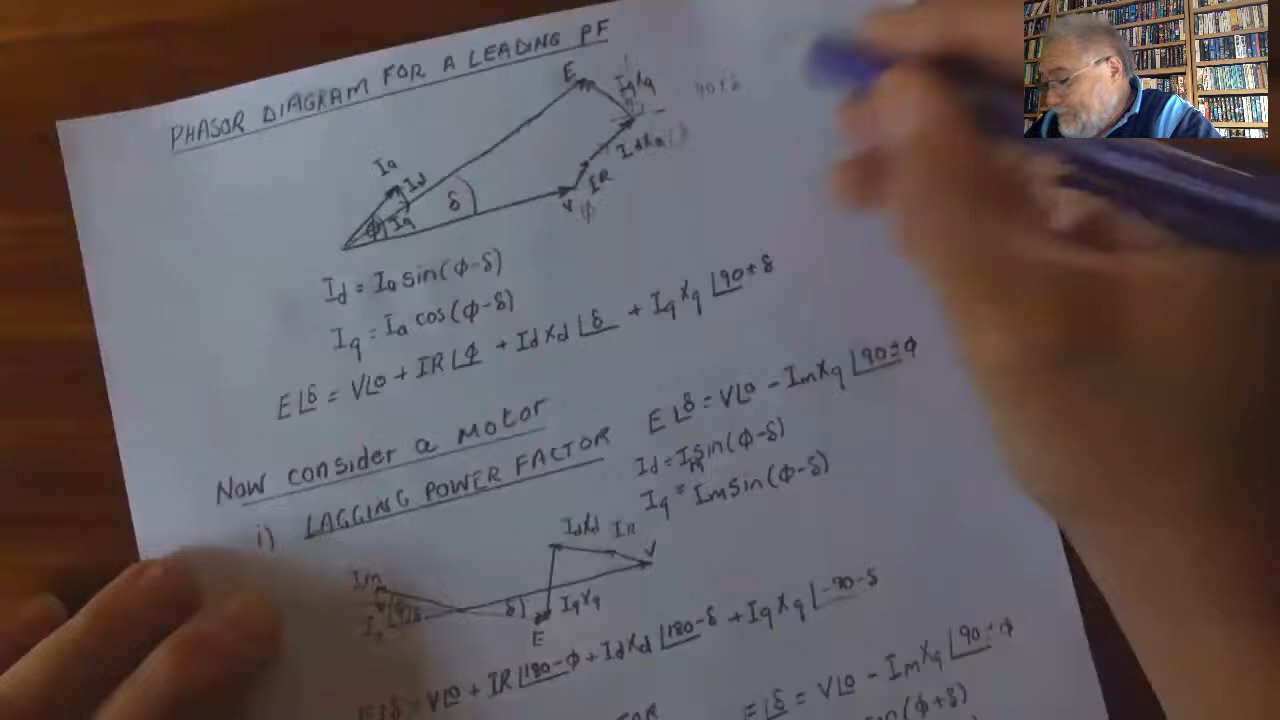 PHASOR DIAGRAM FOR A LEADING PF
E
IqXq
90+δ
Ia
Id
IdXd
δ
IR
ϕ
Iq
V
ϕ
Id = Ia sin(ϕ-δ)
Iq = Ia cos(ϕ-δ)
E∠δ = V∠0 + IR∠ϕ + IdXd∠δ + IqXq∠90+δ
Now consider a motor
i) LAGGING POWER FACTOR
E∠δ = V∠0 - ImXq∠90±ϕ
Id = Im sin(ϕ-δ)
Iq = Im sin(ϕ-δ)
IdXd
IR
V
Im
δ
IqXq
E
E∠δ = V∠0 + IR∠180-ϕ + IdXd∠180-δ + IqXq∠-90-δ
E∠δ = V∠0 - ImXq∠90±ϕ
sin(ϕ+δ)